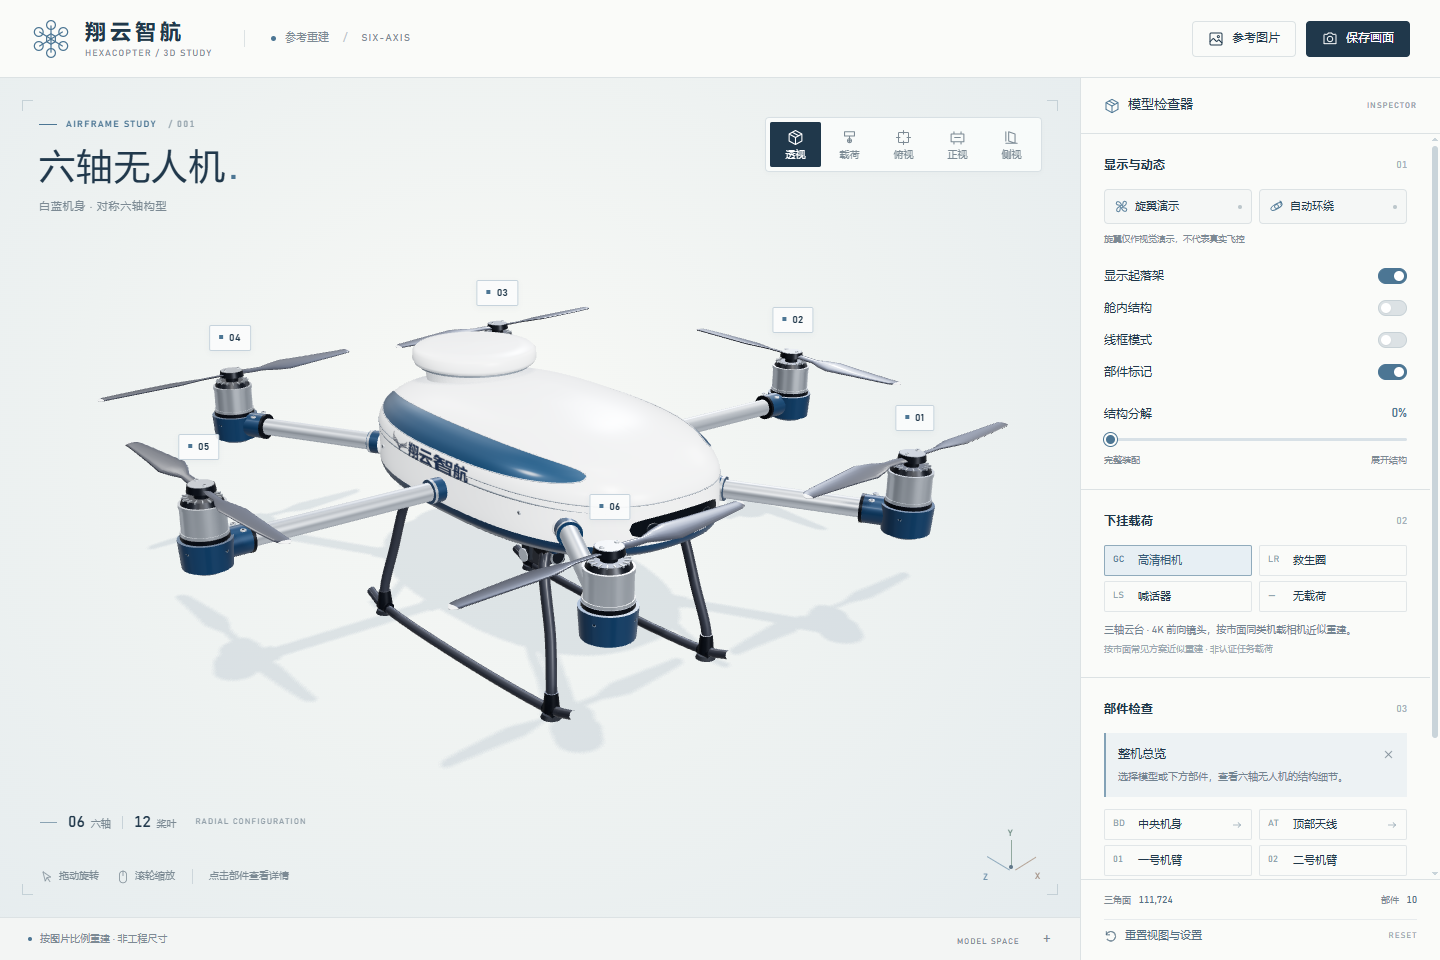 翔云智航
HEXACOPTER / 3D STUDY
参考重建 / SIX-AXIS
参考图片
保存画面
AIRFRAME STUDY / 001
六轴无人机.
白蓝机身 · 对称六轴构型
透视
载荷
俯视
正视
侧视
03
04
02
01
05
06
翔云智航
06 六轴
12 桨叶
RADIAL CONFIGURATION
拖动旋转
滚轮缩放
点击部件查看详情
Y
Z
X
按图片比例重建 · 非工程尺寸
MODEL SPACE +
模型检查器
INSPECTOR
显示与动态 01
旋翼演示
自动环绕
旋翼仅作视觉演示，不代表真实飞控
显示起落架
舱内结构
线框模式
部件标记
结构分解 0%
完整装配 展开结构
下挂载荷 02
GC 高清相机
LR 救生圈
LS 喊话器
— 无载荷
三轴云台 · 4K 前向镜头，按市面同类机载相机近似重建。
按市面常见方案近似重建 · 非认证任务载荷
部件检查 03
整机总览
选择模型或下方部件，查看六轴无人机的结构细节。
BD 中央机身 →
AT 顶部天线 →
01 一号机臂
02 二号机臂
三角面 111,724
部件 10
重置视图与设置 RESET